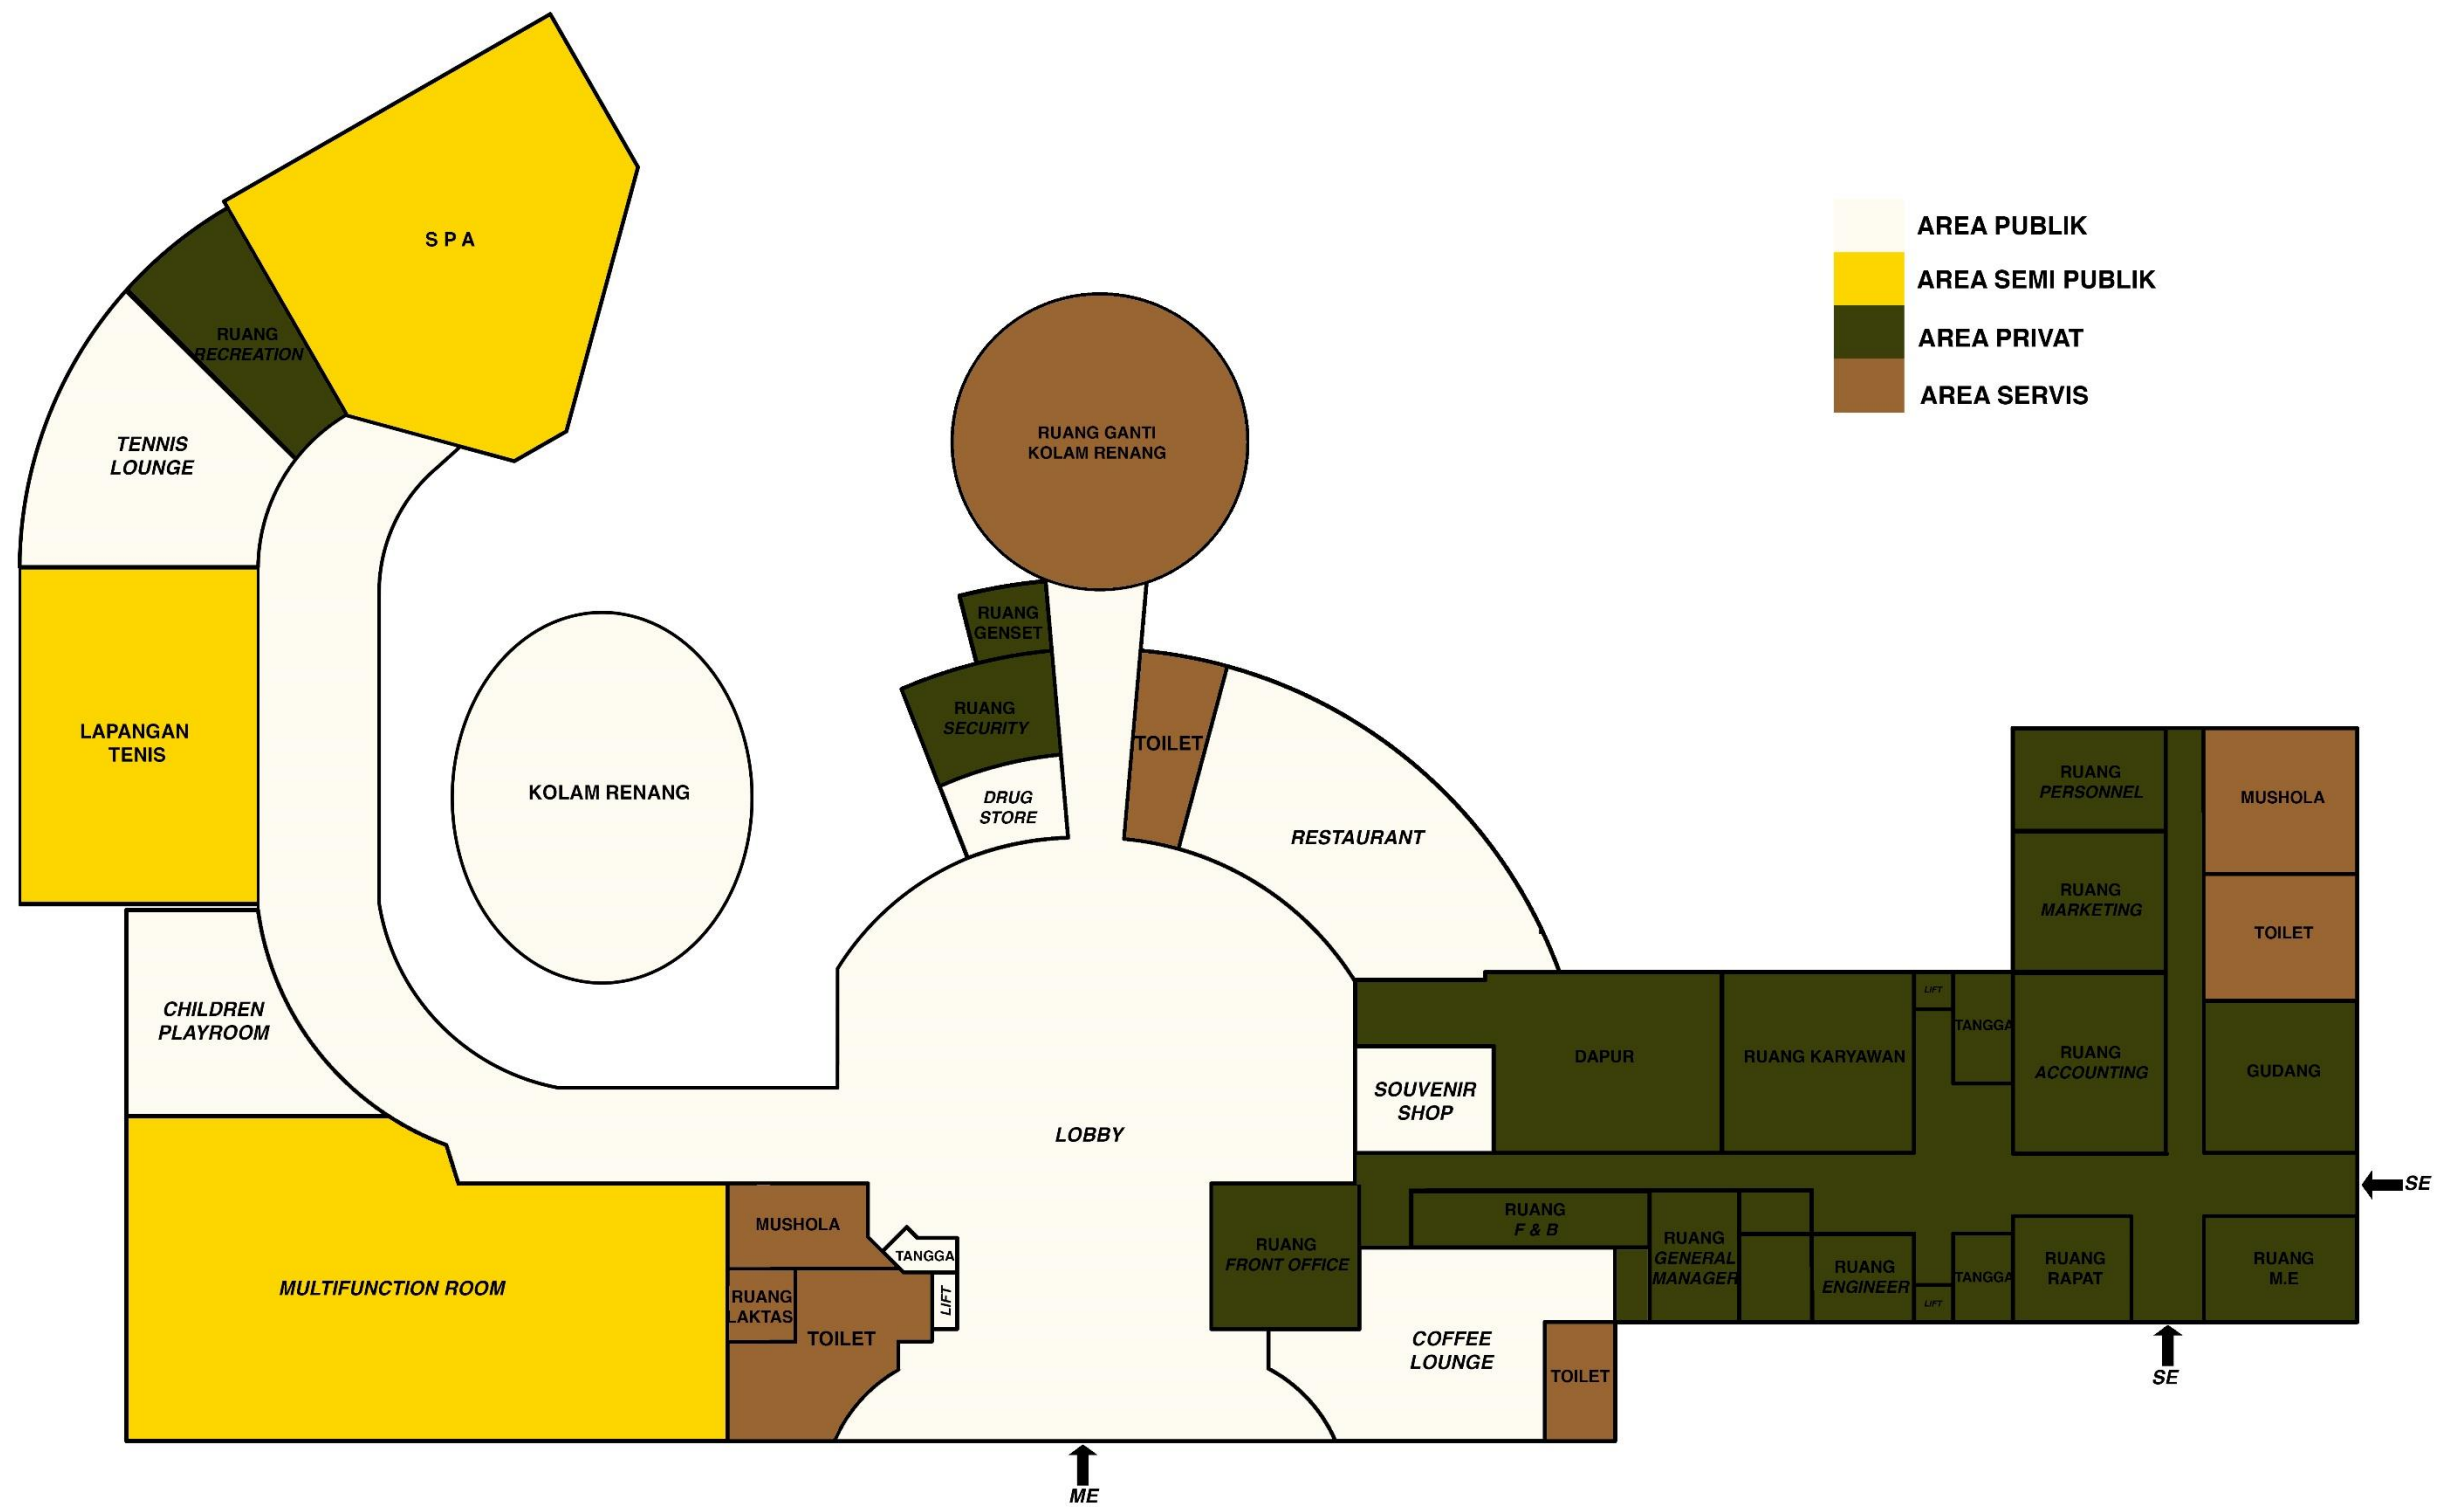 S P A
AREA PUBLIK
AREA SEMI PUBLIK
AREA PRIVAT
AREA SERVIS
RUANG
RECREATION
TENNIS
LOUNGE
RUANG GANTI
KOLAM RENANG
RUANG
GENSET
RUANG
SECURITY
DRUG
STORE
TOILET
RESTAURANT
LAPANGAN
TENIS
KOLAM RENANG
RUANG
PERSONNEL
MUSHOLA
RUANG
MARKETING
TOILET
CHILDREN
PLAYROOM
LOBBY
SOUVENIR
SHOP
DAPUR
RUANG KARYAWAN
LIFT
TANGGA
RUANG
ACCOUNTING
GUDANG
SE
MULTIFUNCTION ROOM
MUSHOLA
TANGGA
LIFT
RUANG
LAKTAS
TOILET
RUANG
FRONT OFFICE
RUANG
F & B
RUANG
GENERAL
MANAGER
RUANG
ENGINEER
LIFT
TANGGA
RUANG
RAPAT
RUANG
M.E
COFFEE
LOUNGE
TOILET
SE
ME